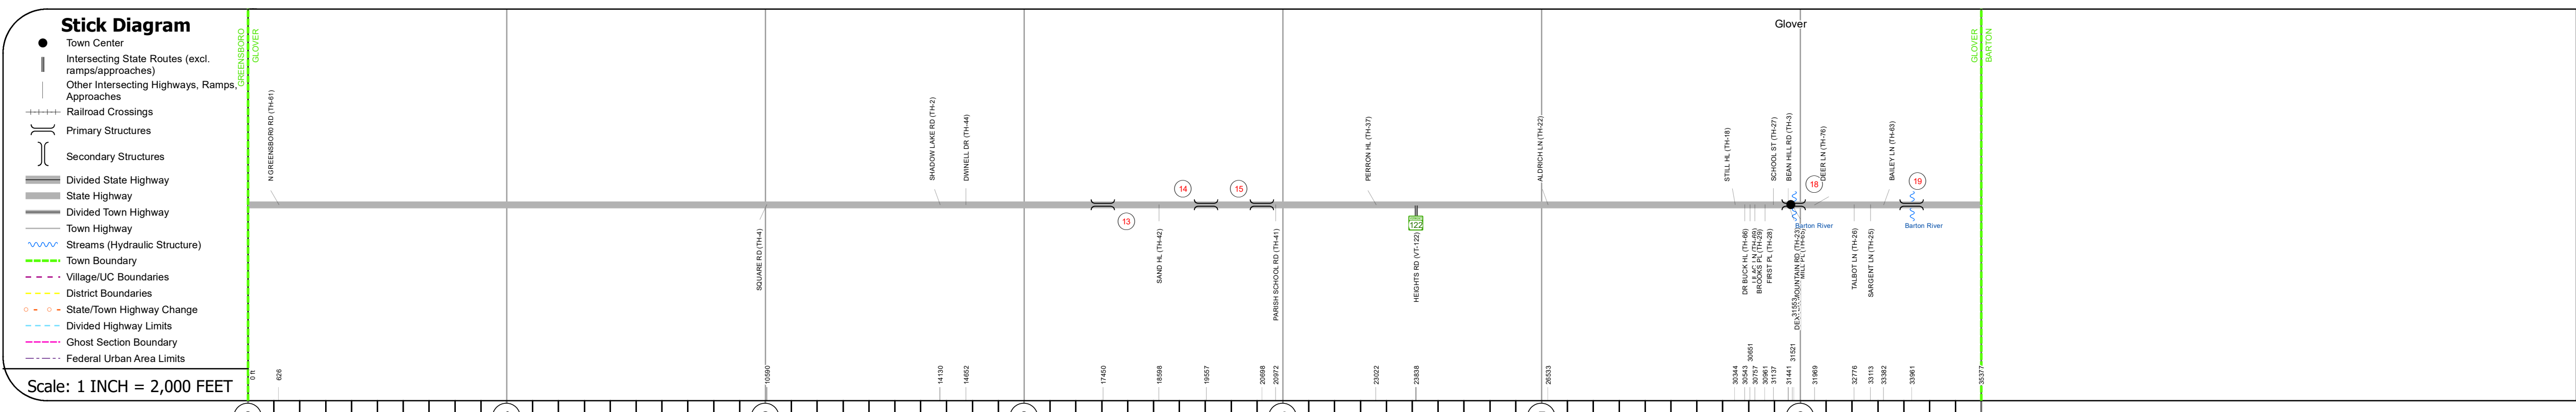 Stick Diagram
Town Center
Intersecting State Routes (excl.
ramps/approaches)
Other Intersecting Highways, Ramps,
Approaches
Railroad Crossings
Primary Structures
Secondary Structures
Divided State Highway
State Highway
Divided Town Highway
Town Highway
Streams (Hydraulic Structure)
Town Boundary
Village/UC Boundaries
District Boundaries
State/Town Highway Change
Divided Highway Limits
Ghost Section Boundary
Federal Urban Area Limits
Scale: 1 INCH = 2,000 FEET
GREENSBORO
GLOVER
Glover
GLOVER
BARTON
N GREENSBORO RD (TH-61)
SHADOW LAKE RD (TH-2)
DWINELL DR (TH-44)
PERRON HL (TH-37)
ALDRICH LN (TH-22)
STILL HL (TH-18)
SCHOOL ST (TH-27)
BEAN HILL RD (TH-3)
DEER LN (TH-76)
BAILEY LN (TH-63)
13
14
15
18
19
122
Barton River
Barton River
SQUARE RD (TH-4)
SAND HL (TH-42)
PARISH SCHOOL RD (TH-41)
HEIGHTS RD (VT-122)
DR BUCK HL (TH-66)
BROOKS PL (TH-29)
FIRST PL (TH-28)
TALBOT LN (TH-26)
SARGENT LN (TH-25)
0 ft
626
10590
14130
14652
17450
18598
19557
20698
20972
23022
23838
26533
30344
30543
30651
30757
30961
31137
31441
31521
31553
31969
32776
33113
33382
33961
35377